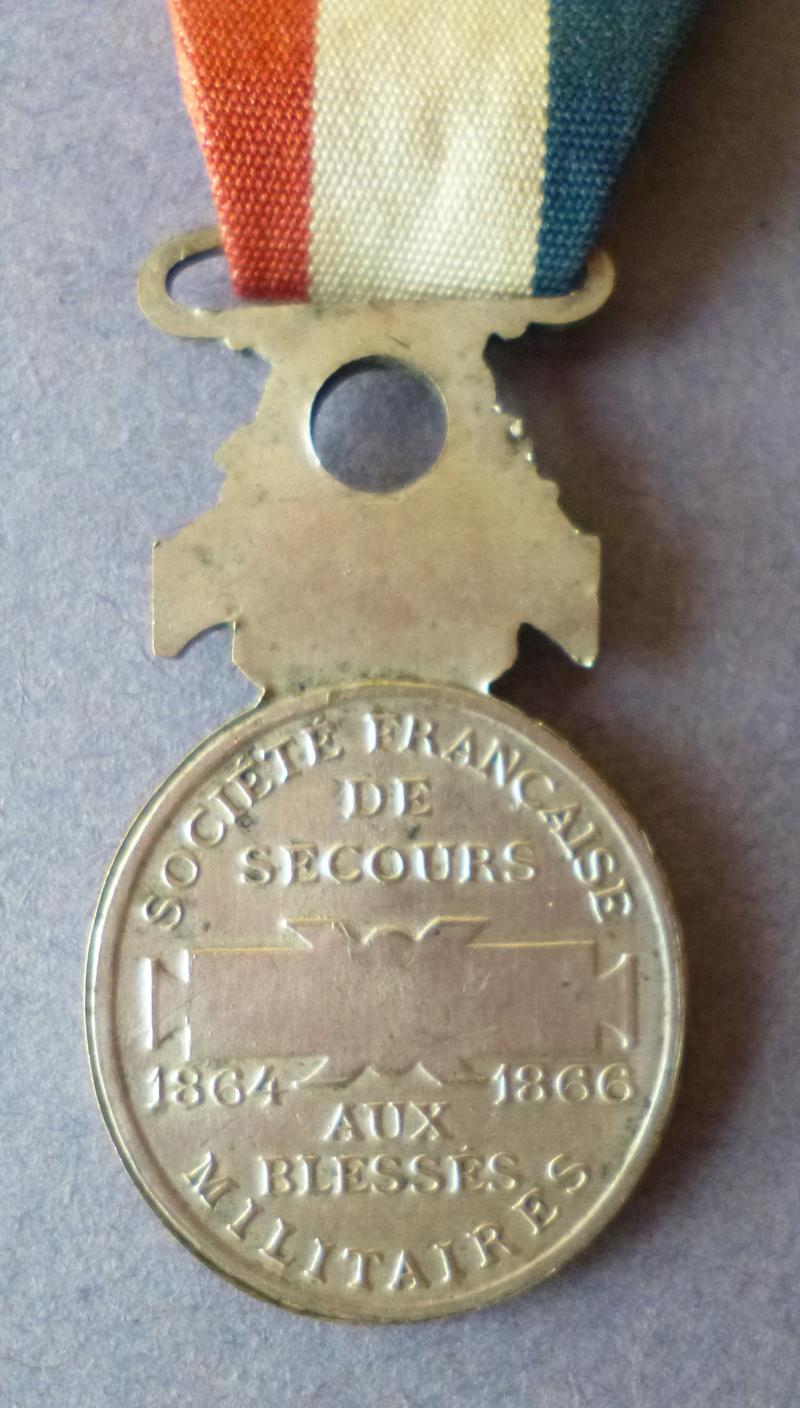 SOCIÉTÉ FRANÇAISE
DE
SECOURS
1864 1866
AUX
BLESSÉS
MILITAIRES